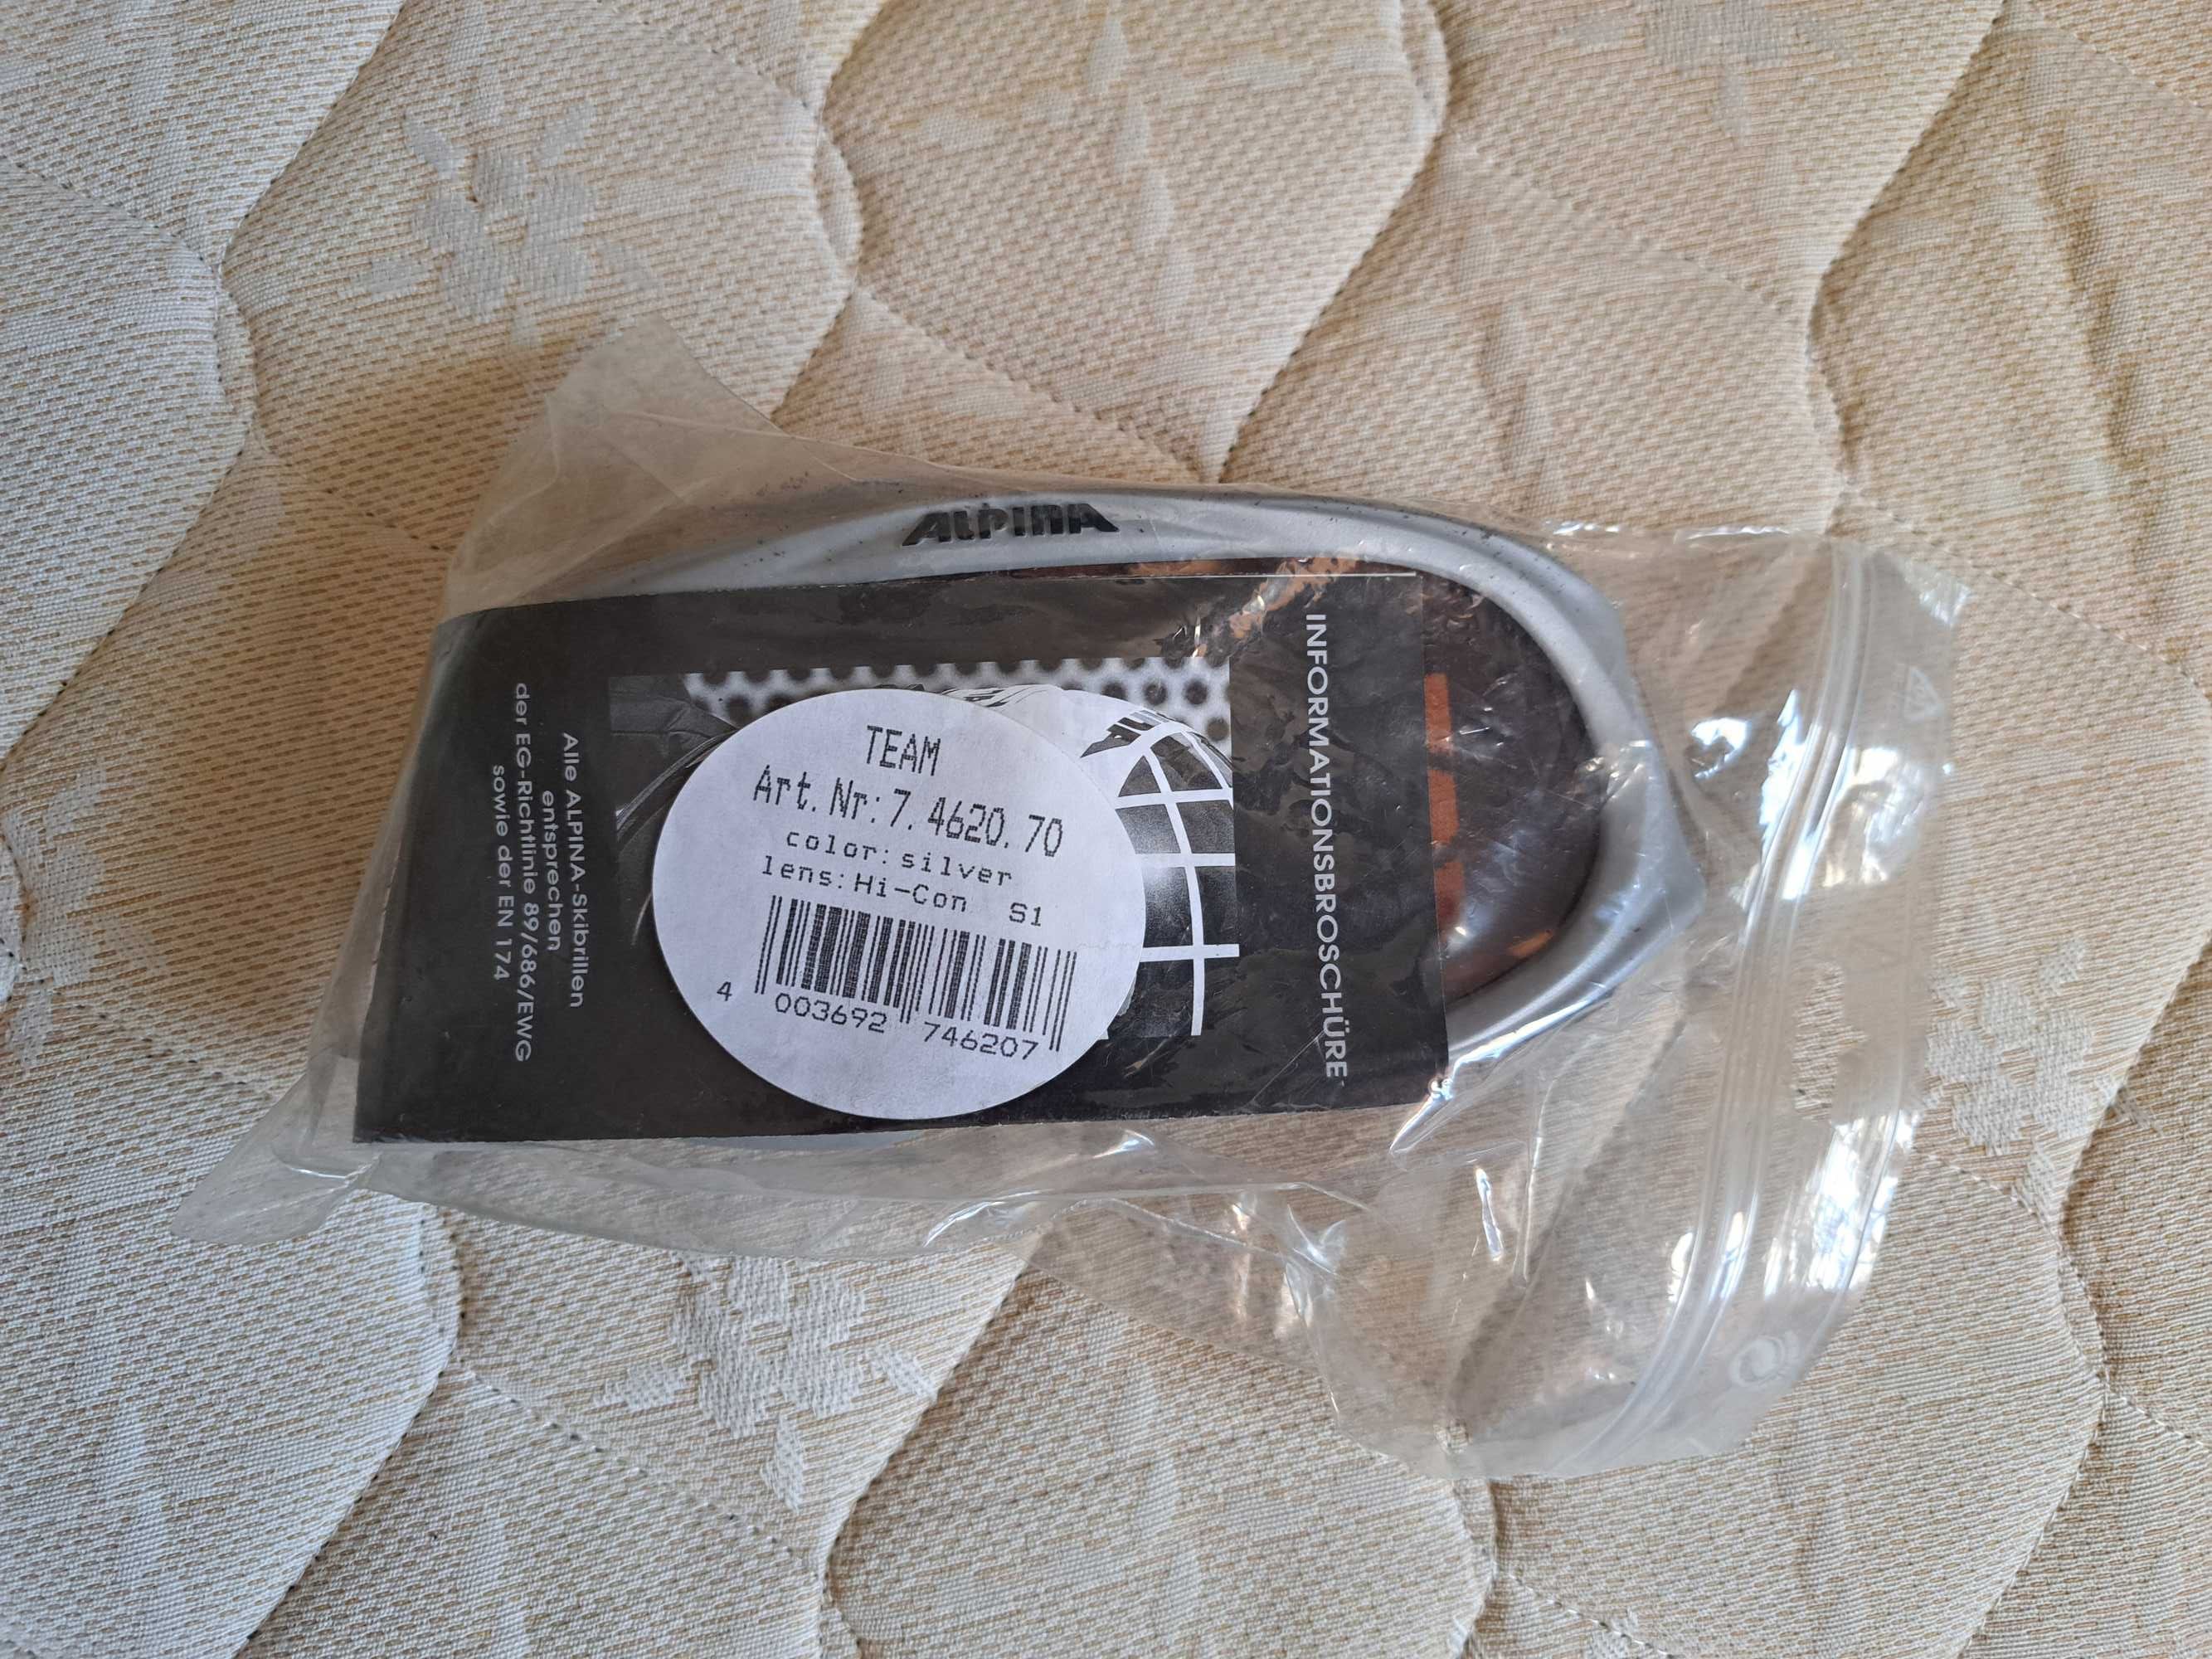 ALPINA
INFORMATIONSBROSCHÜRE
TEAM
Art. Nr: 7. 4620. 70
color: silver
lens: Hi-Con S1
4 003692 746207
Alle ALPINA-Skibrillen
entsprechen
der EG-Richtlinie 89/686/EWG
sowie der EN 174